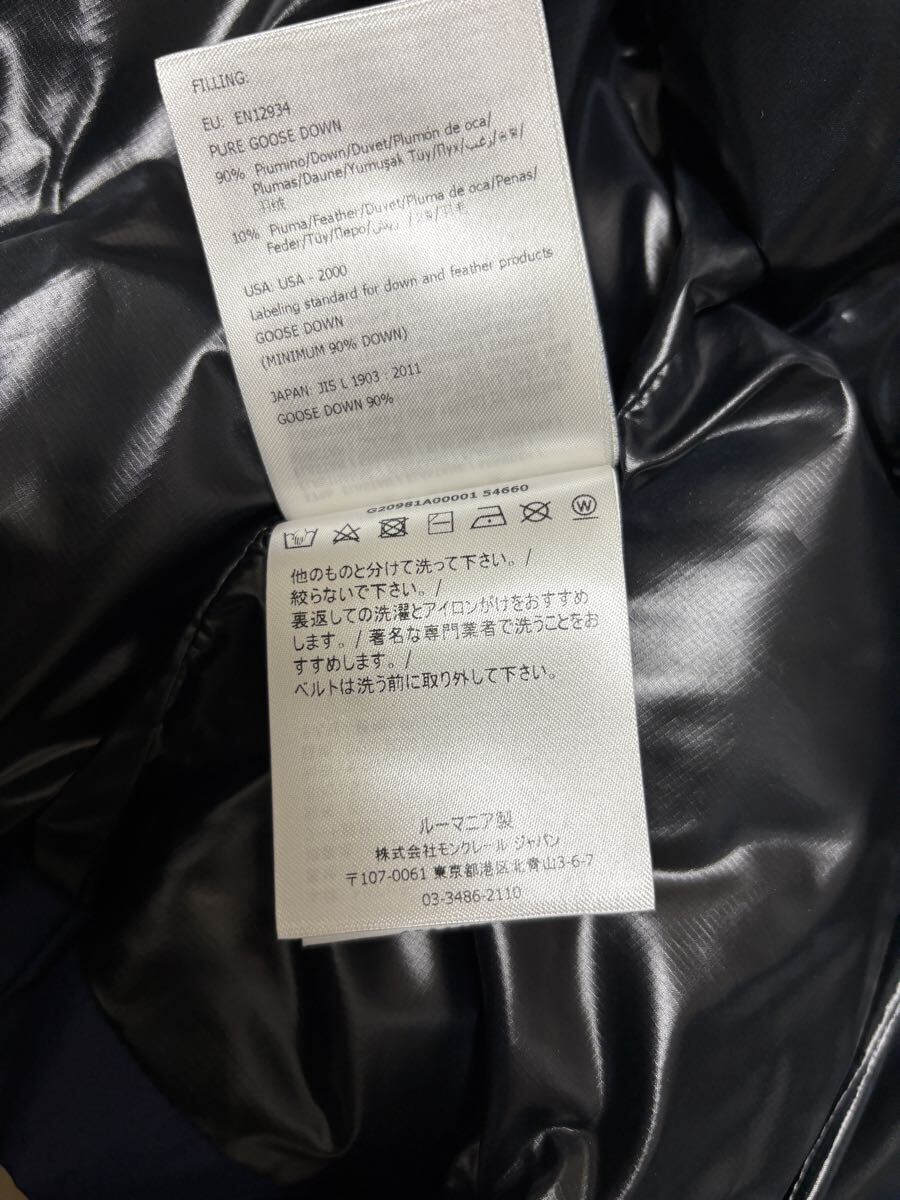 FILLING:
EU: EN12934
PURE GOOSE DOWN
90% Piumino/Down/Duvet/Plumón de oca/
Plumas/Daune/Yumuşak Tüy/Пух/زغب/
羽绒
10% Piuma/Feather/Duvet/Pluma de oca/Penas/
Feder/Tüy/Перо/ريش/羽毛
USA: USA - 2000
Labeling standard for down and feather products
GOOSE DOWN
(MINIMUM 90% DOWN)
JAPAN: JIS L 1903 : 2011
GOOSE DOWN 90%
G20981A00001 54660
W
他のものと分けて洗って下さい。/
絞らないで下さい。/
裏返しての洗濯とアイロンがけをおすすめ
します。/ 著名な専門業者で洗うことをお
すすめします。/
ベルトは洗う前に取り外して下さい。
ルーマニア製
株式会社モンクレール ジャパン
〒107-0061 東京都港区北青山3-6-7
03-3486-2110